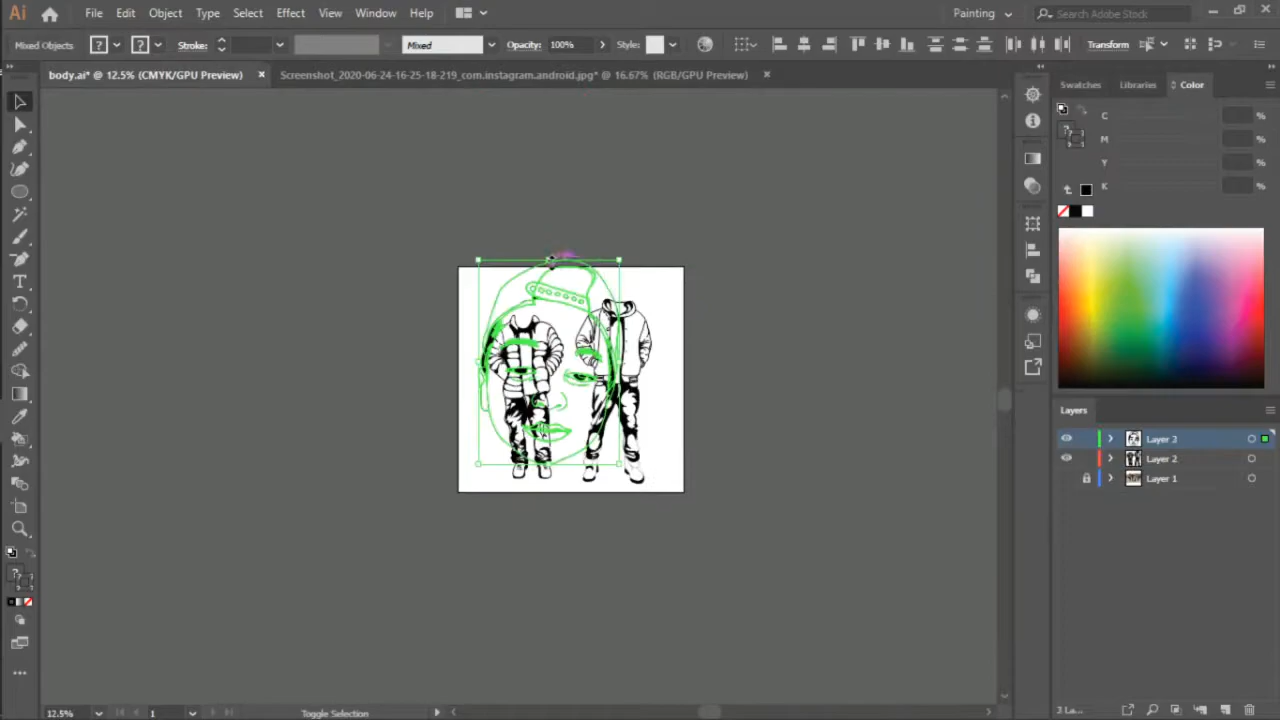 Ai File Edit Object Type Select Effect View Window Help Painting Search Adobe Stock
Mixed Objects ? ? Stroke: Mixed Opacity: 100% Style: Transform
body.ai* @ 12.5% (CMYK/GPU Preview) Screenshot_2020-06-24-16-25-18-219_com.instagram.android.jpg* @ 16.67% (RGB/GPU Preview)
Swatches Libraries Color
C %
M %
Y %
K %
Layers
Layer 3
Layer 2
Layer 1
12.5% 1 Toggle Selection 3 La...